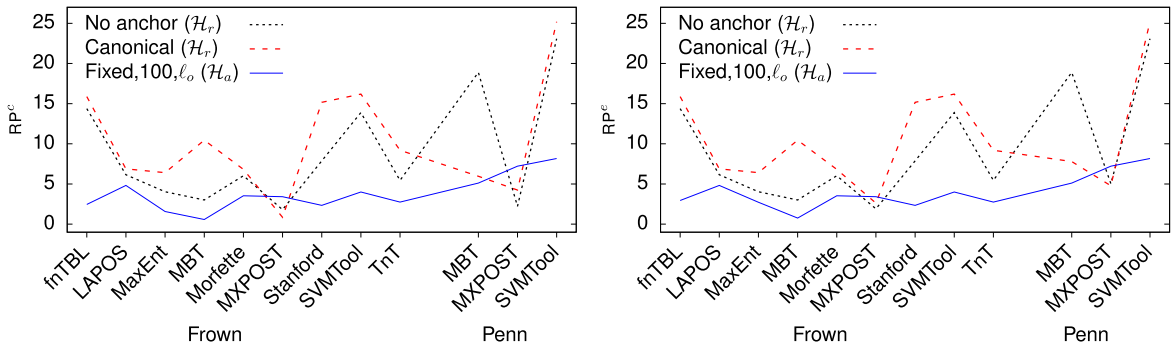 25
20
15
10
5
0
RP^c
No anchor (ℋ_r)
Canonical (ℋ_r)
Fixed,100,ℓ_o (ℋ_a)
fnTBL
LAPOS
MaxEnt
MBT
Morfette
MXPOST
Stanford
SVMTool
TnT
MBT
MXPOST
SVMTool
Frown
Penn
25
20
15
10
5
0
RP^e
No anchor (ℋ_r)
Canonical (ℋ_r)
Fixed,100,ℓ_o (ℋ_a)
fnTBL
LAPOS
MaxEnt
MBT
Morfette
MXPOST
Stanford
SVMTool
TnT
MBT
MXPOST
SVMTool
Frown
Penn